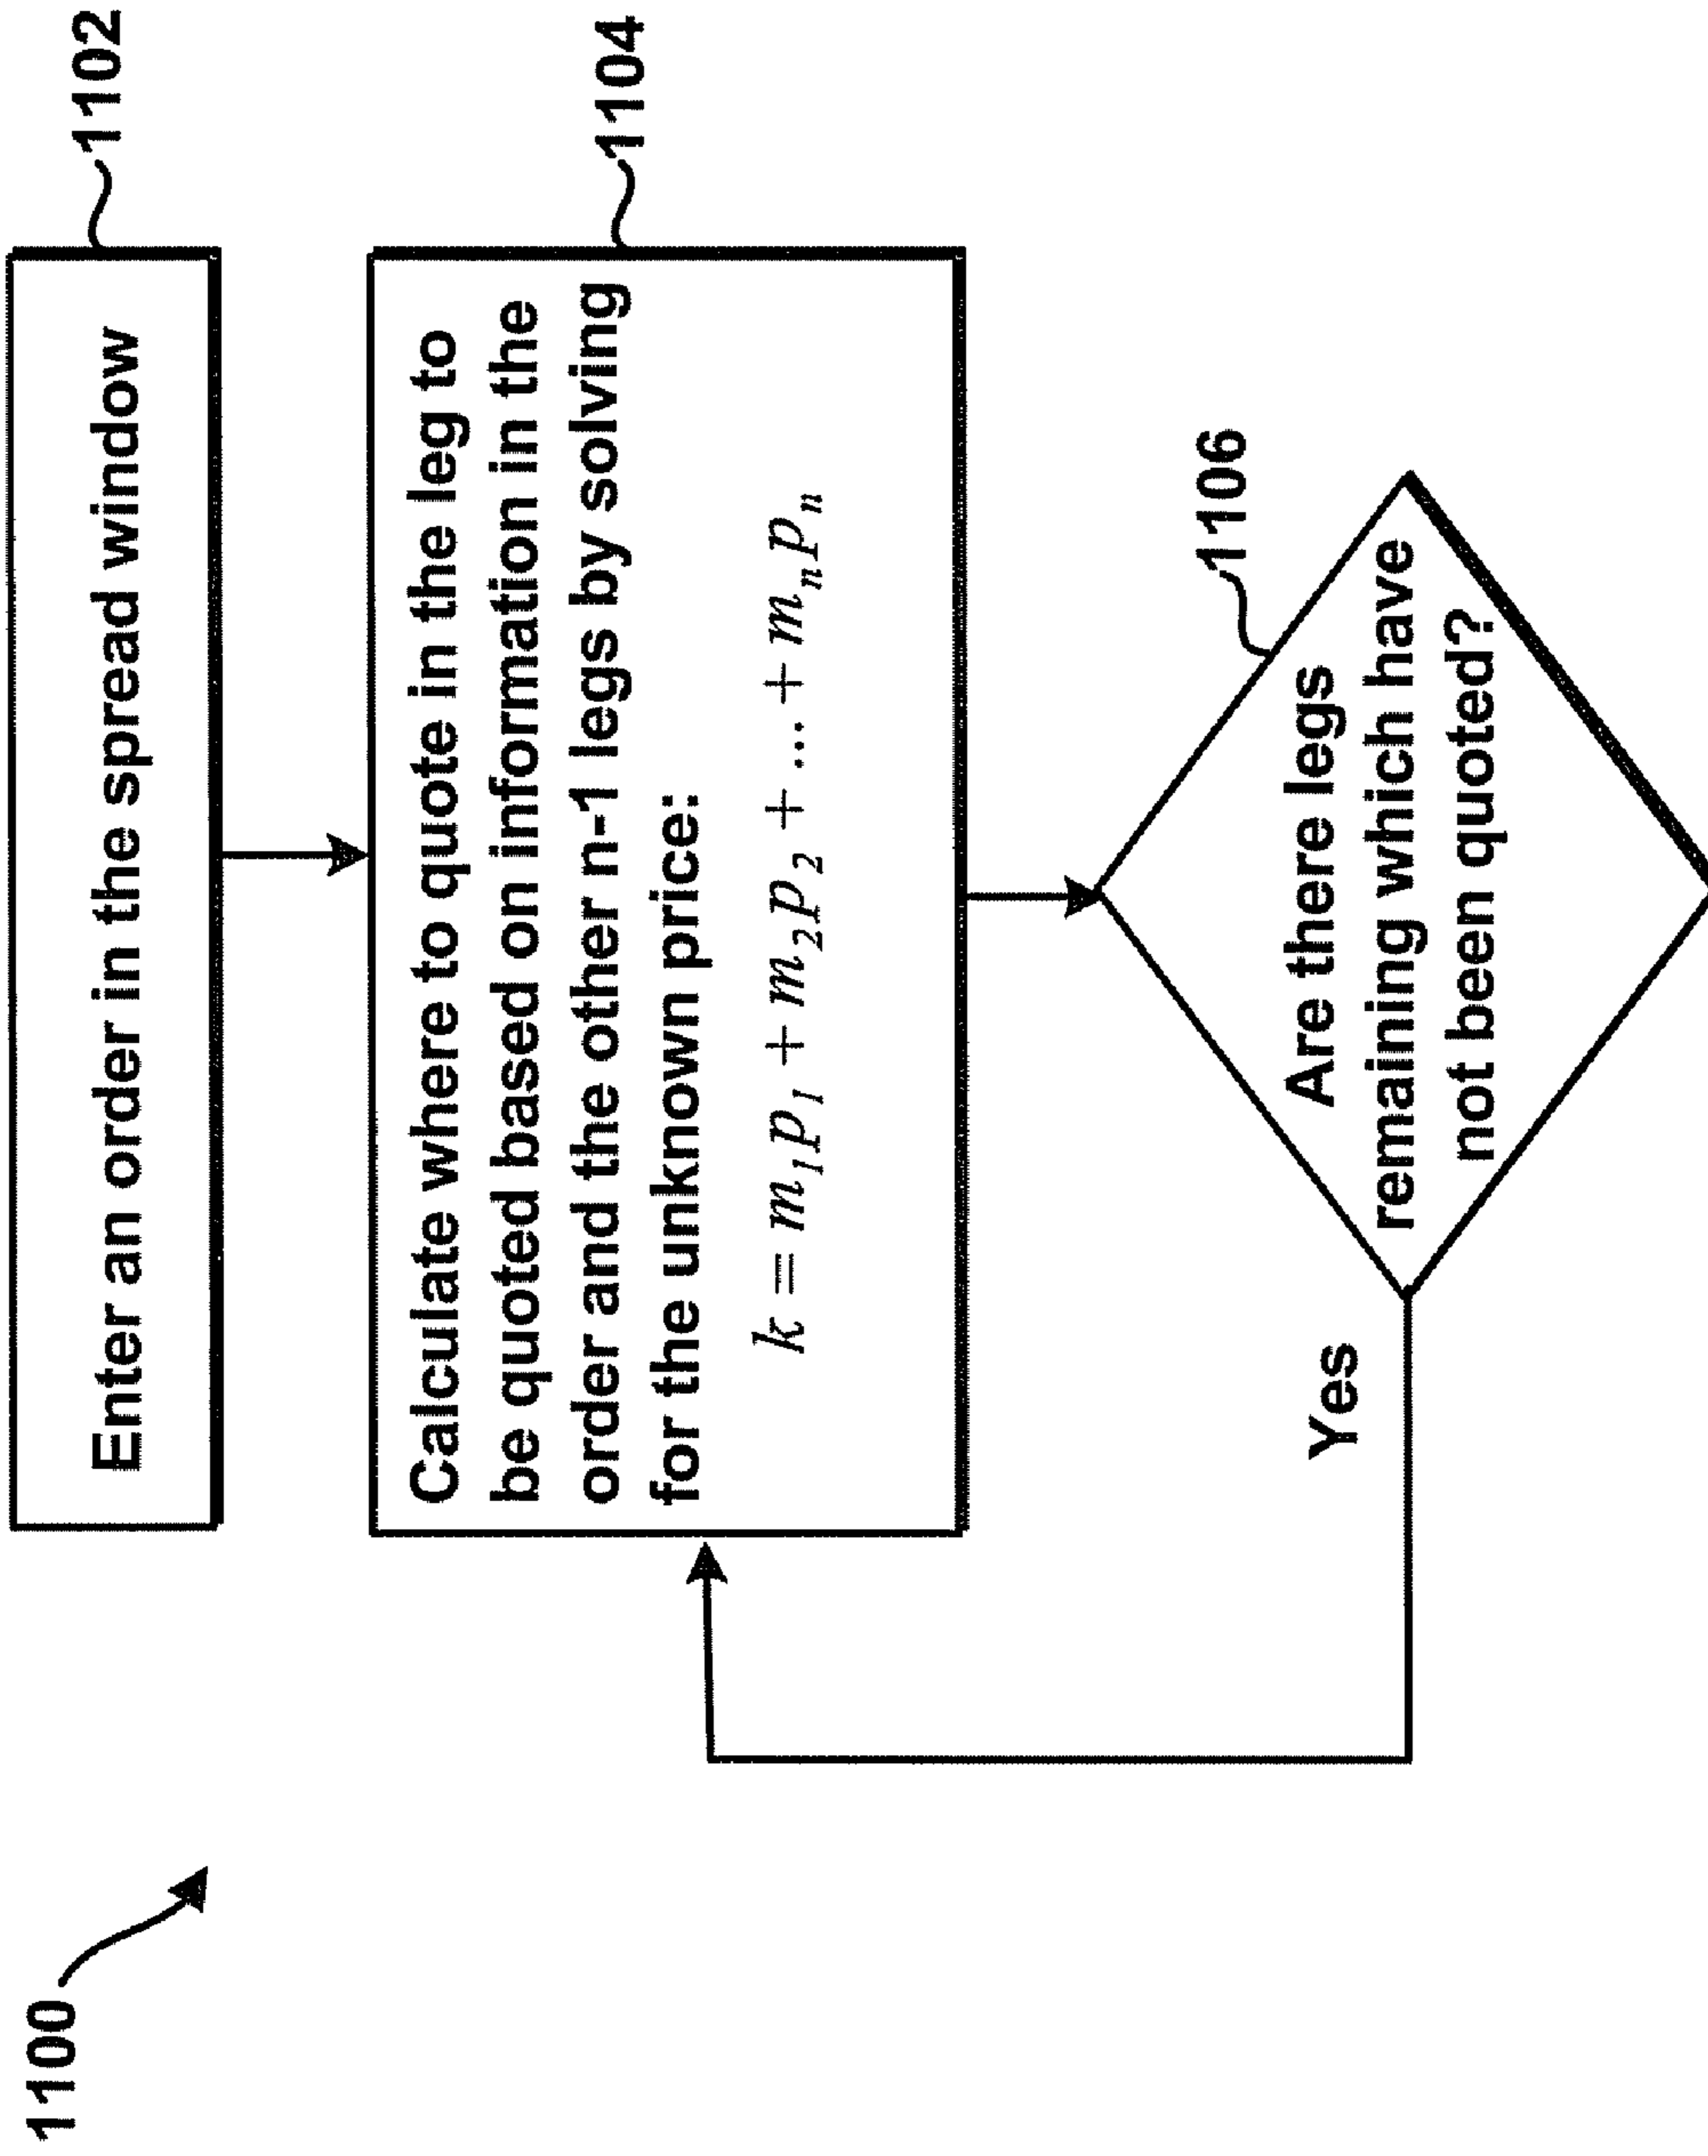 1100
Enter an order in the spread window
1102
Calculate where to quote in the leg to
be quoted based on information in the
order and the other n-1 legs by solving
for the unknown price:
k = m₁p₁ + m₂p₂ + ... + mₙpₙ
1104
Are there legs
remaining which have
not been quoted?
1106
Yes